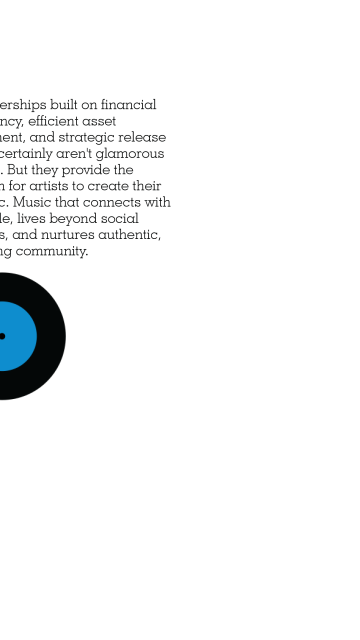 erships built on financial
ncy, efficient asset
ent, and strategic release
certainly aren't glamorous
. But they provide the
n for artists to create their
c. Music that connects with
le, lives beyond social
s, and nurtures authentic,
ng community.